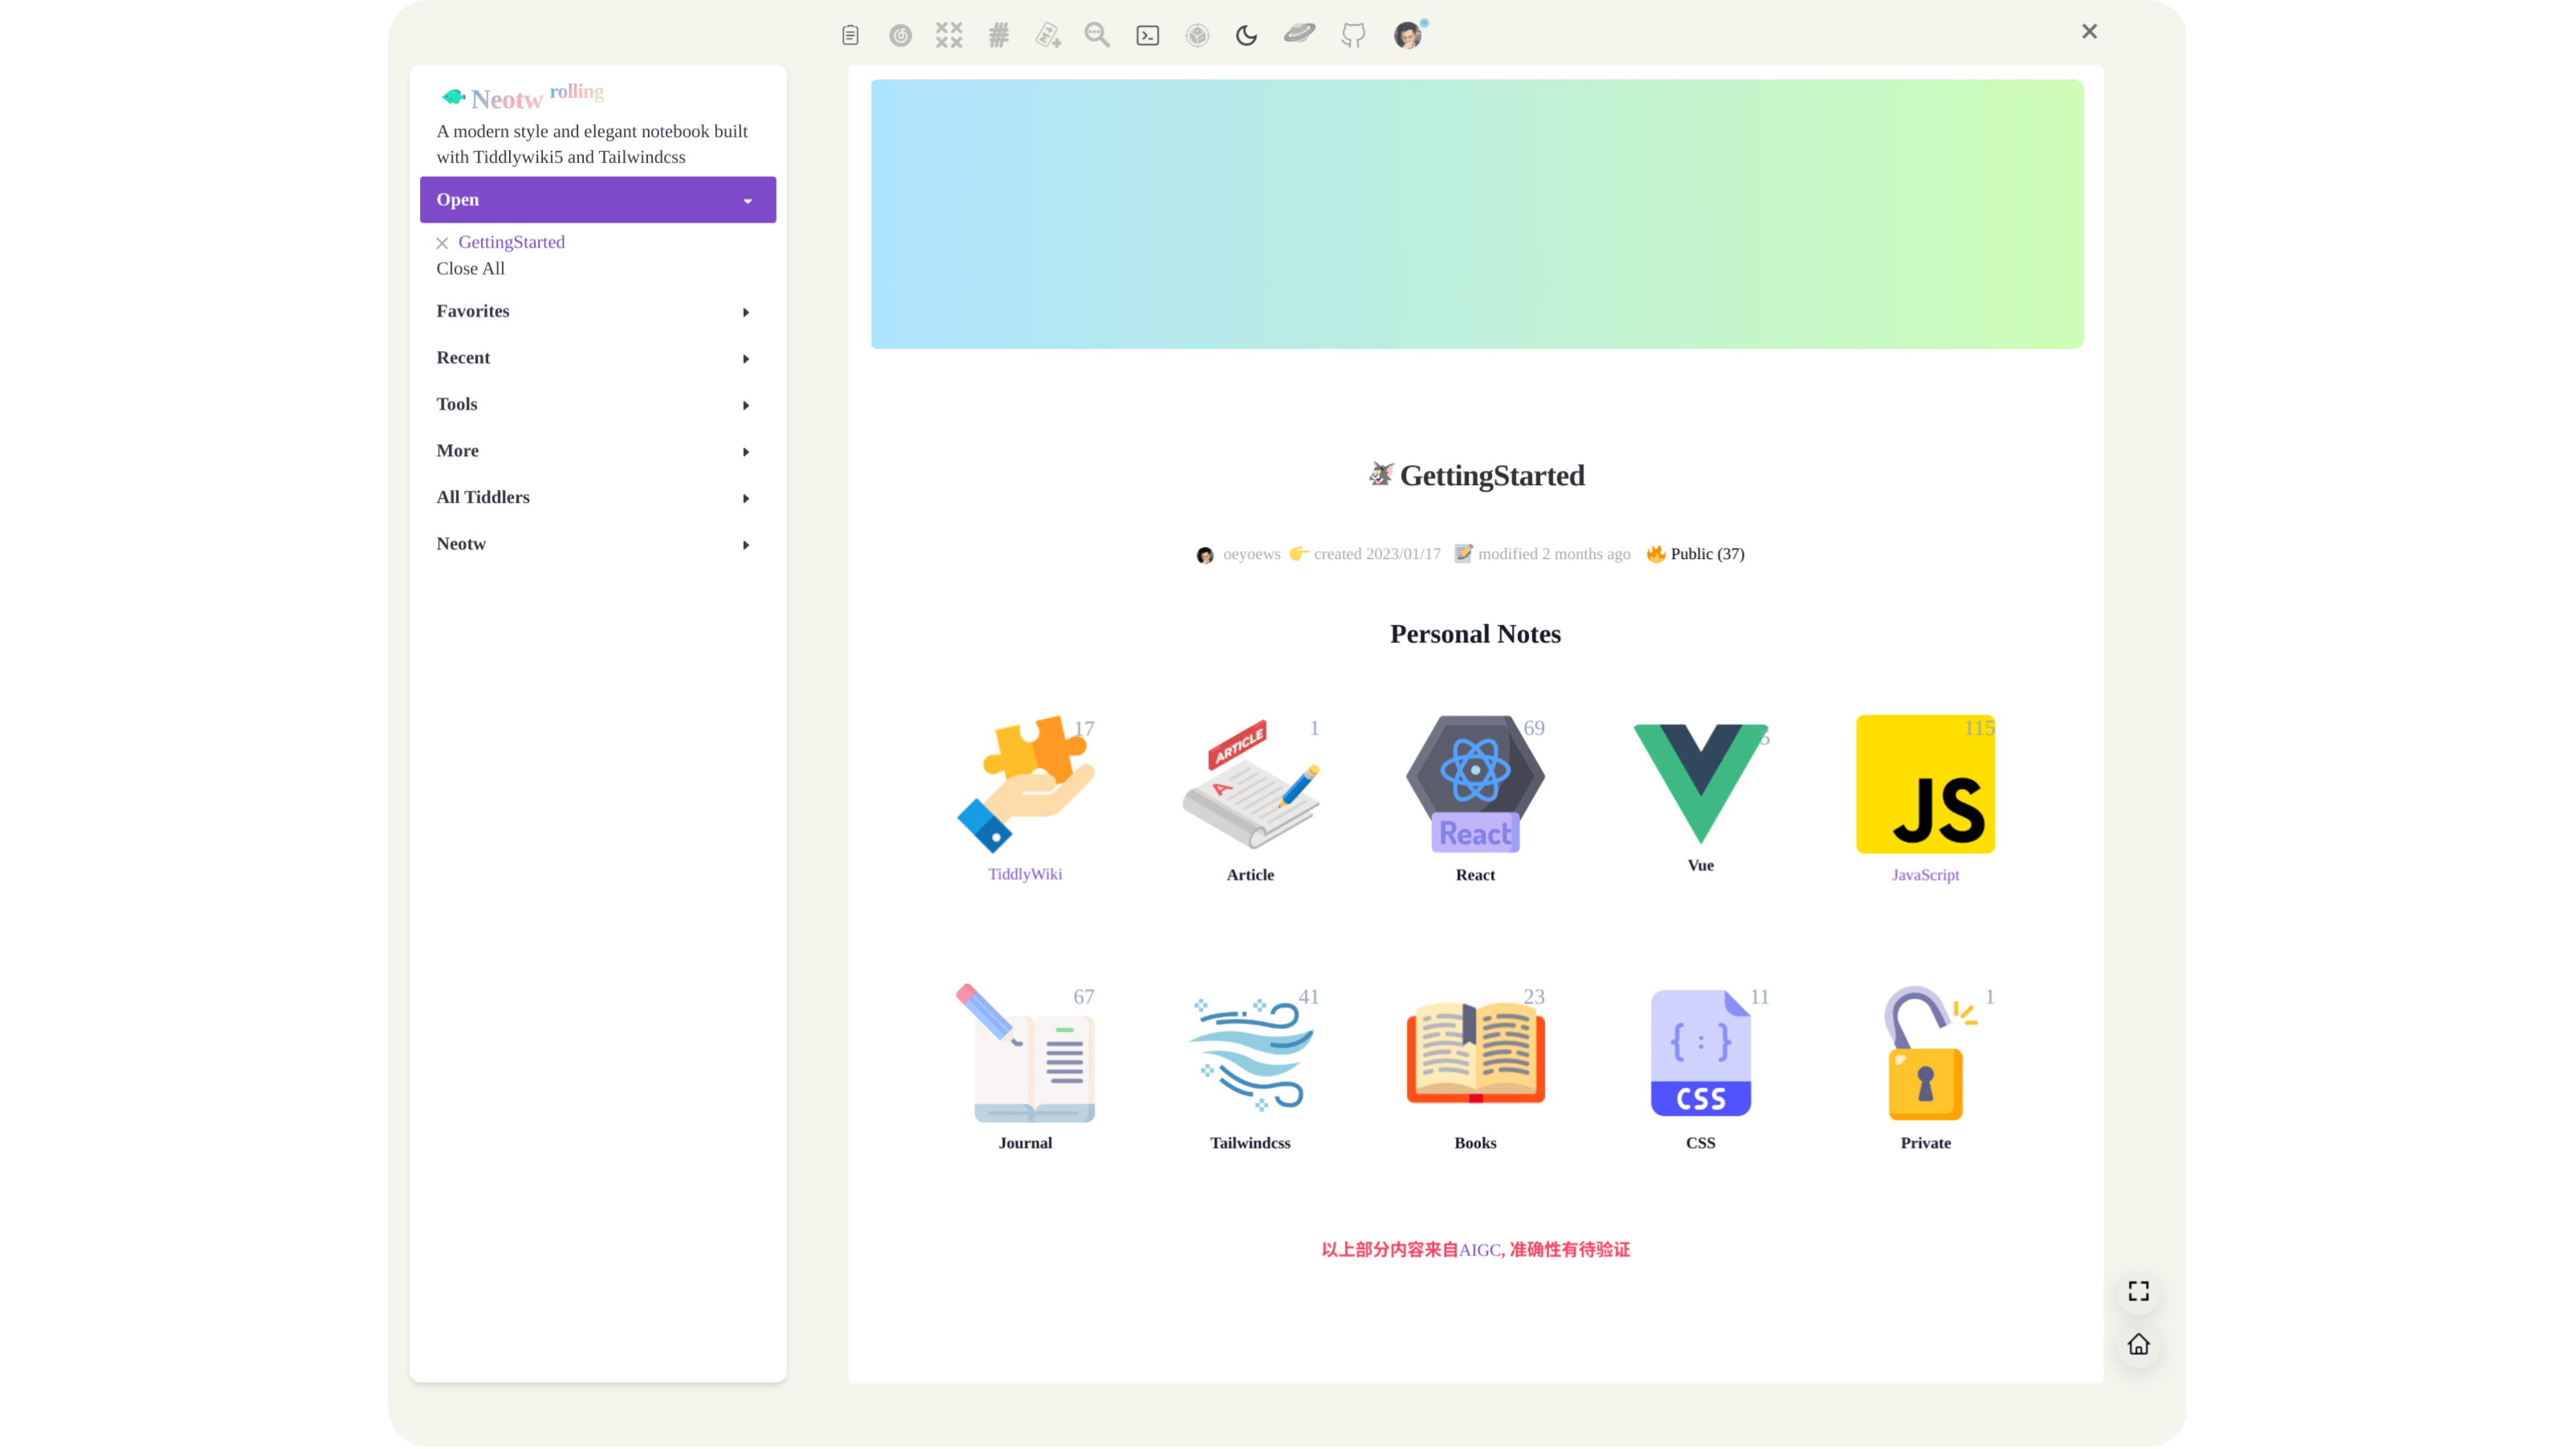 Neotw rolling
A modern style and elegant notebook built
with Tiddlywiki5 and Tailwindcss
Open
GettingStarted
Close All
Favorites
Recent
Tools
More
All Tiddlers
Neotw
GettingStarted
oeyoews created 2023/01/17 modified 2 months ago Public (37)
Personal Notes
17
TiddlyWiki
1
ARTICLE
A
Article
69
React
React
5
Vue
115
JS
JavaScript
67
Journal
41
Tailwindcss
23
Books
11
{ : }
CSS
CSS
1
Private
以上部分内容来自AIGC, 准确性有待验证